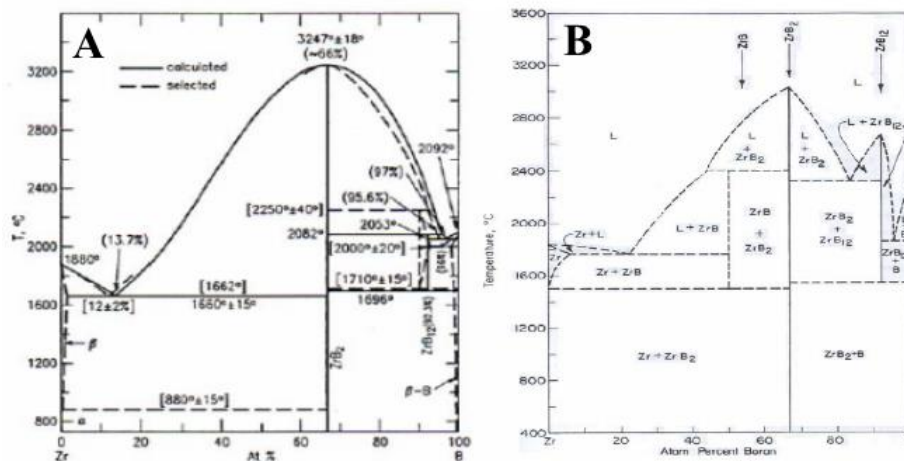 A
3247°±18°
(~66%)
calculated
selected
3200
2800
2400
2000
1600
1200
800
T, °C
1880°
(13.7%)
[12±2%]
[1662°]
1660°±15°
[880°±15°]
β
α
2092°
(97%)
(95.6%)
[2250°±40°]
2053°
2082°
[2000°±20°]
[1710°±15°]
1696°
ZrB₂
β-B
0
20
40
60
80
100
Zr
At. %
B
B
3600
3200
2800
2400
2000
1600
1200
800
400
Temperature, °C
ZrB
ZrB₂
ZrB₁₂
L
L
L + ZrB₁₂
L
+
ZrB₂
L
+
ZrB₂
Zr+L
Zr
L + ZrB
ZrB
+
ZrB₂
ZrB₂
+
ZrB₁₂
Zr + ZrB
Zr + ZrB₂
ZrB₂+B
Zr
20
40
60
80
Atom Percent Boron